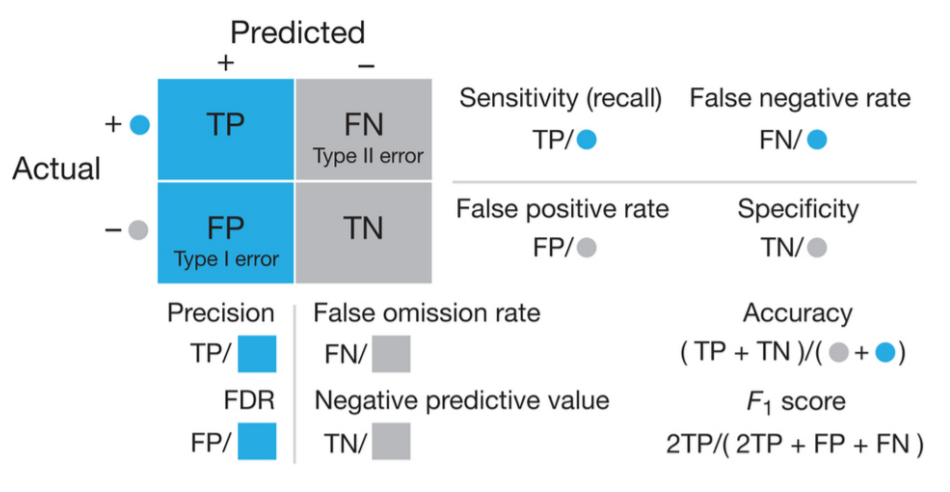 Predicted
+ −
Actual
+ TP FN
Type II error
− FP TN
Type I error
Sensitivity (recall) False negative rate
TP/ FN/
False positive rate Specificity
FP/ TN/
Precision False omission rate Accuracy
TP/ FN/ ( TP + TN )/( + )
FDR Negative predictive value F1 score
FP/ TN/ 2TP/( 2TP + FP + FN )